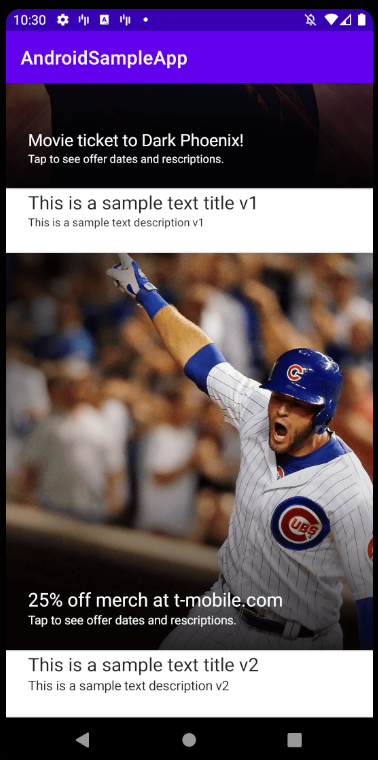 10:30
AndroidSampleApp
Movie ticket to Dark Phoenix!
Tap to see offer dates and rescriptions.
This is a sample text title v1
This is a sample text description v1
C
CUBS
25% off merch at t-mobile.com
Tap to see offer dates and rescriptions.
This is a sample text title v2
This is a sample text description v2